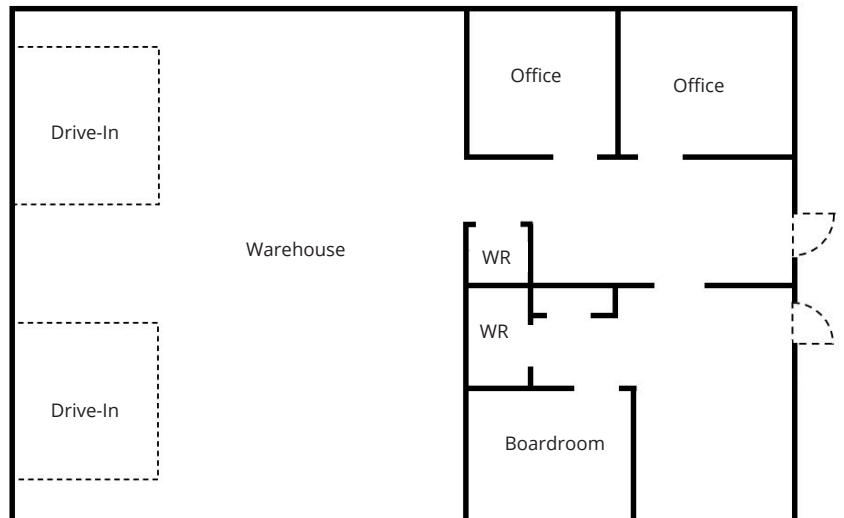 Office
Office
Drive-In
Warehouse
WR
WR
Drive-In
Boardroom